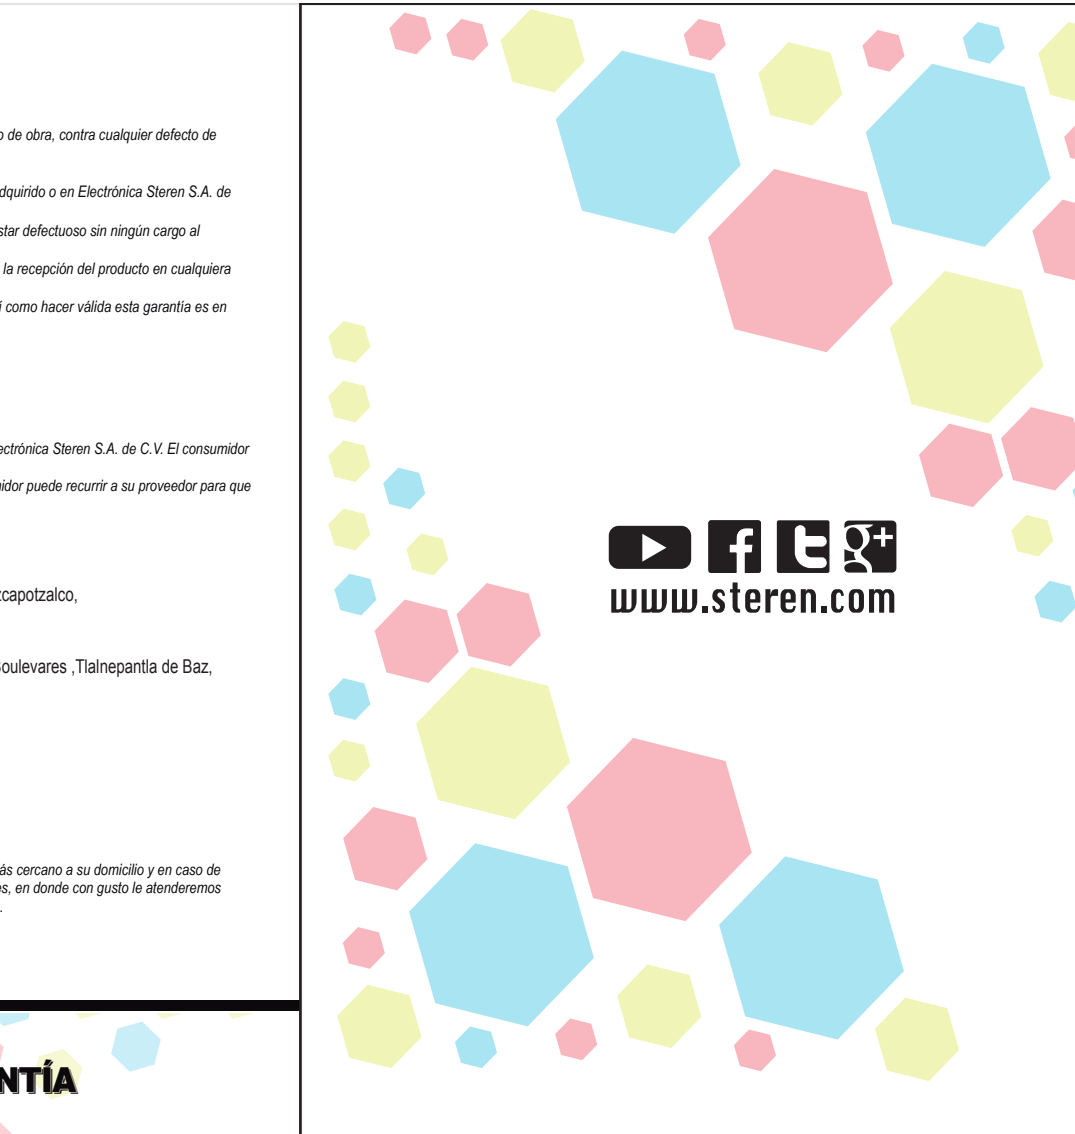 o de obra, contra cualquier defecto de
dquirido o en Electrónica Steren S.A. de
star defectuoso sin ningún cargo al
la recepción del producto en cualquiera
í como hacer válida esta garantía es en
ectrónica Steren S.A. de C.V. El consumidor
idor puede recurrir a su proveedor para que
capotzalco,
oulevares ,Tlalnepantla de Baz,
ás cercano a su domicilio y en caso de
es, en donde con gusto le atenderemos
.
NTÍA
www.steren.com